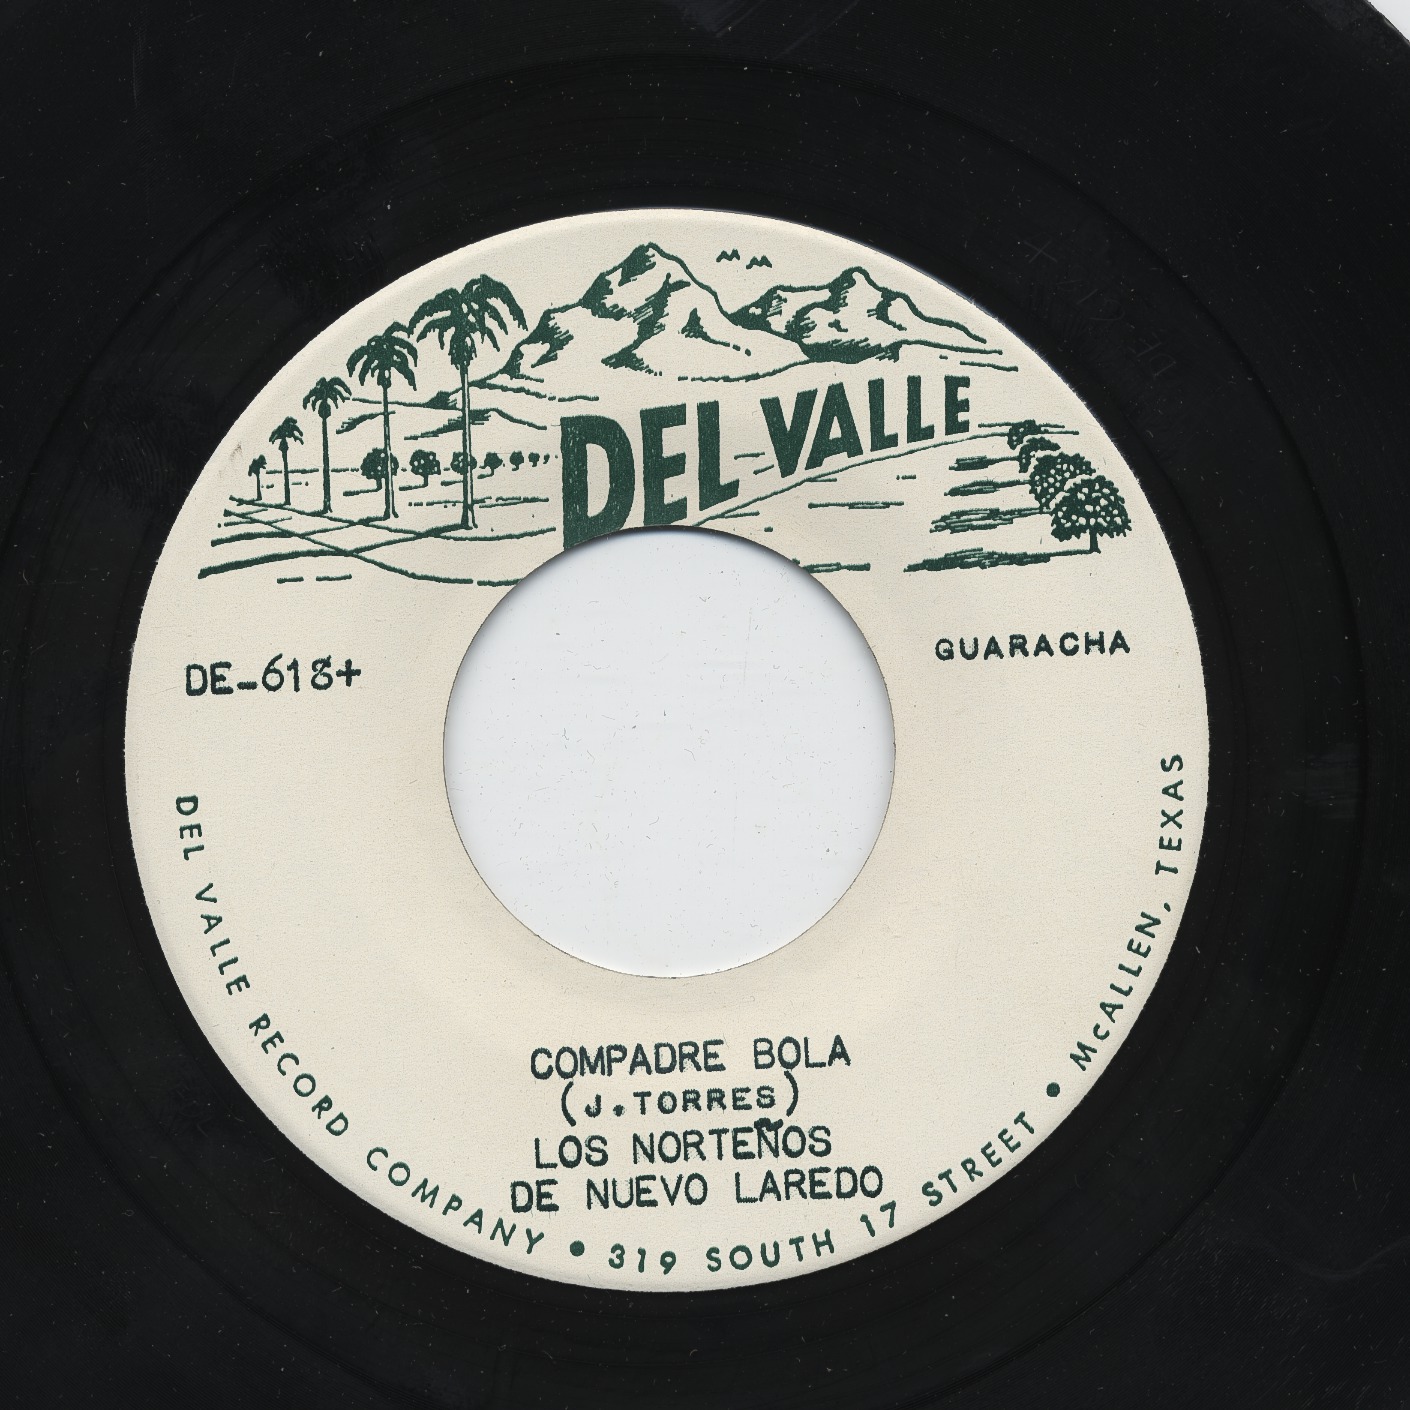 DEL VALLE
DE-618+
GUARACHA
COMPADRE BOLA
(J. TORRES)
LOS NORTEÑOS
DE NUEVO LAREDO
DEL VALLE RECORD COMPANY • 319 SOUTH 17 STREET • McALLEN, TEXAS